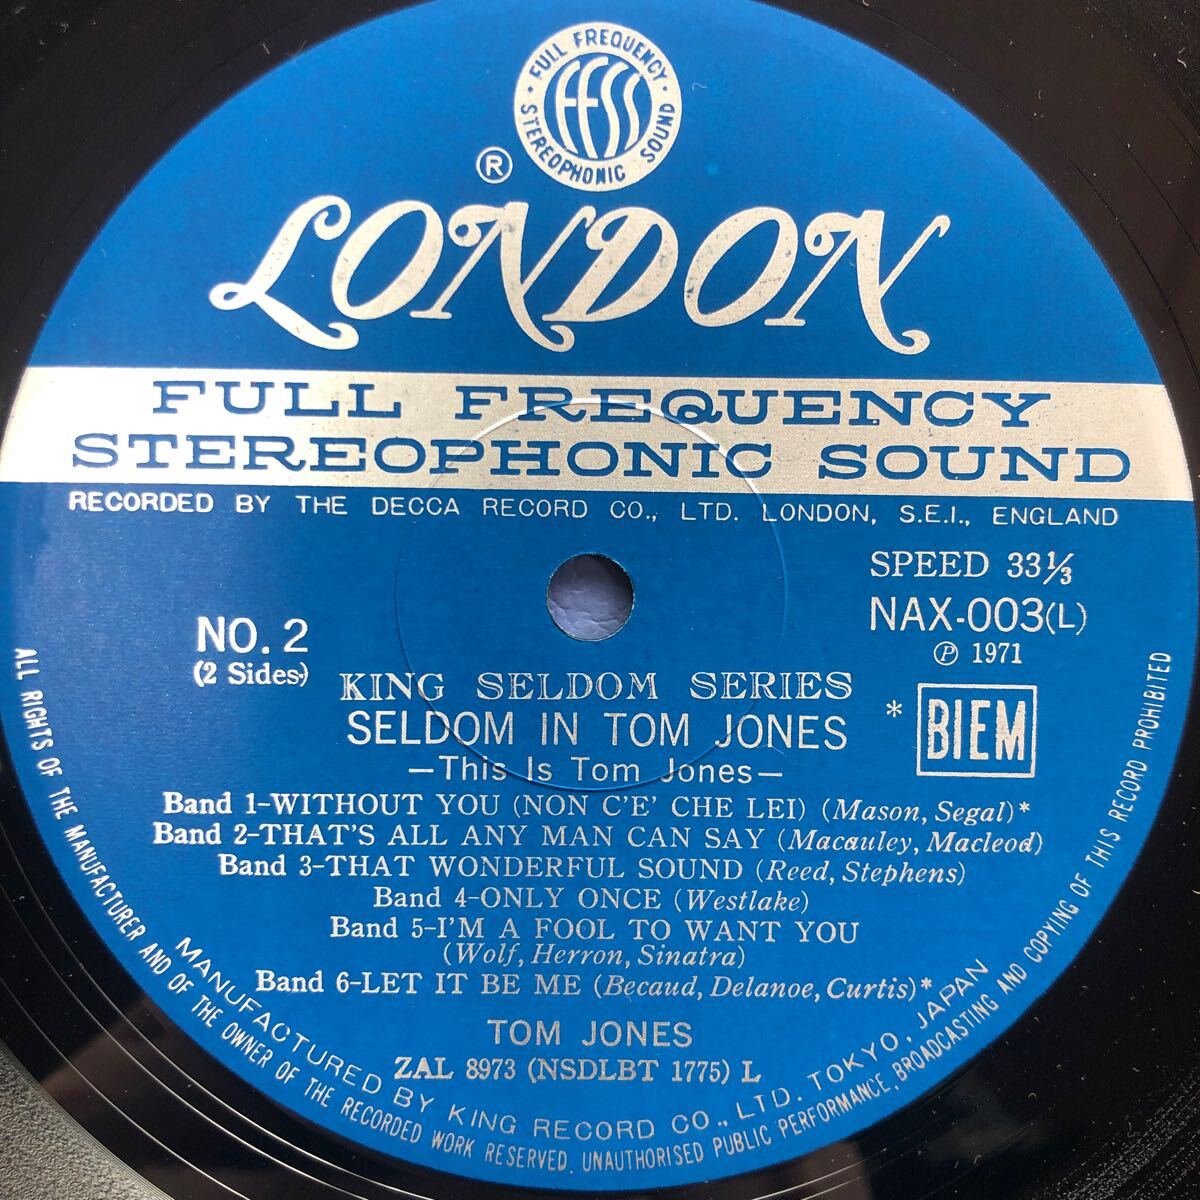 · FULL FREQUENCY · STEREOPHONIC SOUND
FFSS
®
LONDON
FULL FREQUENCY
STEREOPHONIC SOUND
RECORDED BY THE DECCA RECORD CO., LTD. LONDON, S.E.I., ENGLAND
SPEED 33⅓
NAX-003(L)
℗ 1971
NO. 2
(2 Sides)
KING SELDOM SERIES
SELDOM IN TOM JONES
—This Is Tom Jones—
* BIEM
Band 1-WITHOUT YOU (NON C'E' CHE LEI) (Mason, Segal)*
Band 2-THAT'S ALL ANY MAN CAN SAY (Macauley, Macleod)
Band 3-THAT WONDERFUL SOUND (Reed, Stephens)
Band 4-ONLY ONCE (Westlake)
Band 5-I'M A FOOL TO WANT YOU
(Wolf, Herron, Sinatra)
Band 6-LET IT BE ME (Becaud, Delanoe, Curtis)*
TOM JONES
ZAL 8973 (NSDLBT 1775) L
MANUFACTURED BY KING RECORD CO., LTD. TOKYO, JAPAN
ALL RIGHTS OF THE MANUFACTURER AND OF THE OWNER OF THE RECORDED WORK RESERVED. UNAUTHORISED PUBLIC PERFORMANCE, BROADCASTING AND COPYING OF THIS RECORD PROHIBITED